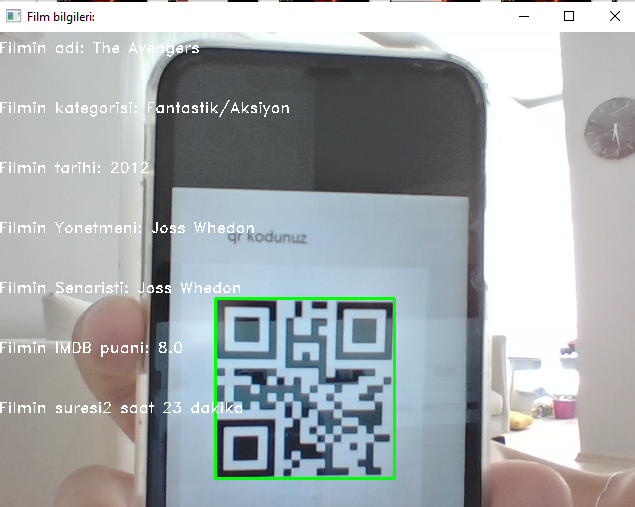 Film bilgileri:
Filmin adi: The Avengers
Filmin kategorisi: Fantastik/Aksiyon
Filmin tarihi: 2012
Filmin Yonetmeni: Joss Whedon
qr kodunuz
Filmin Senaristi: Joss Whedon
Filmin IMDB puani: 8.0
Filmin suresi2 saat 23 dakika